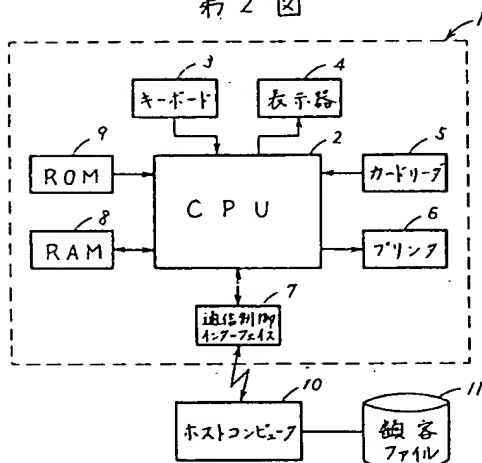 第2図
1
3
4
キーボード
表示器
9
2
5
ROM
CPU
カードリーダ
8
6
RAM
プリンタ
7
通信制御
インターフェイス
10
11
ホストコンピュータ
顧客
ファイル